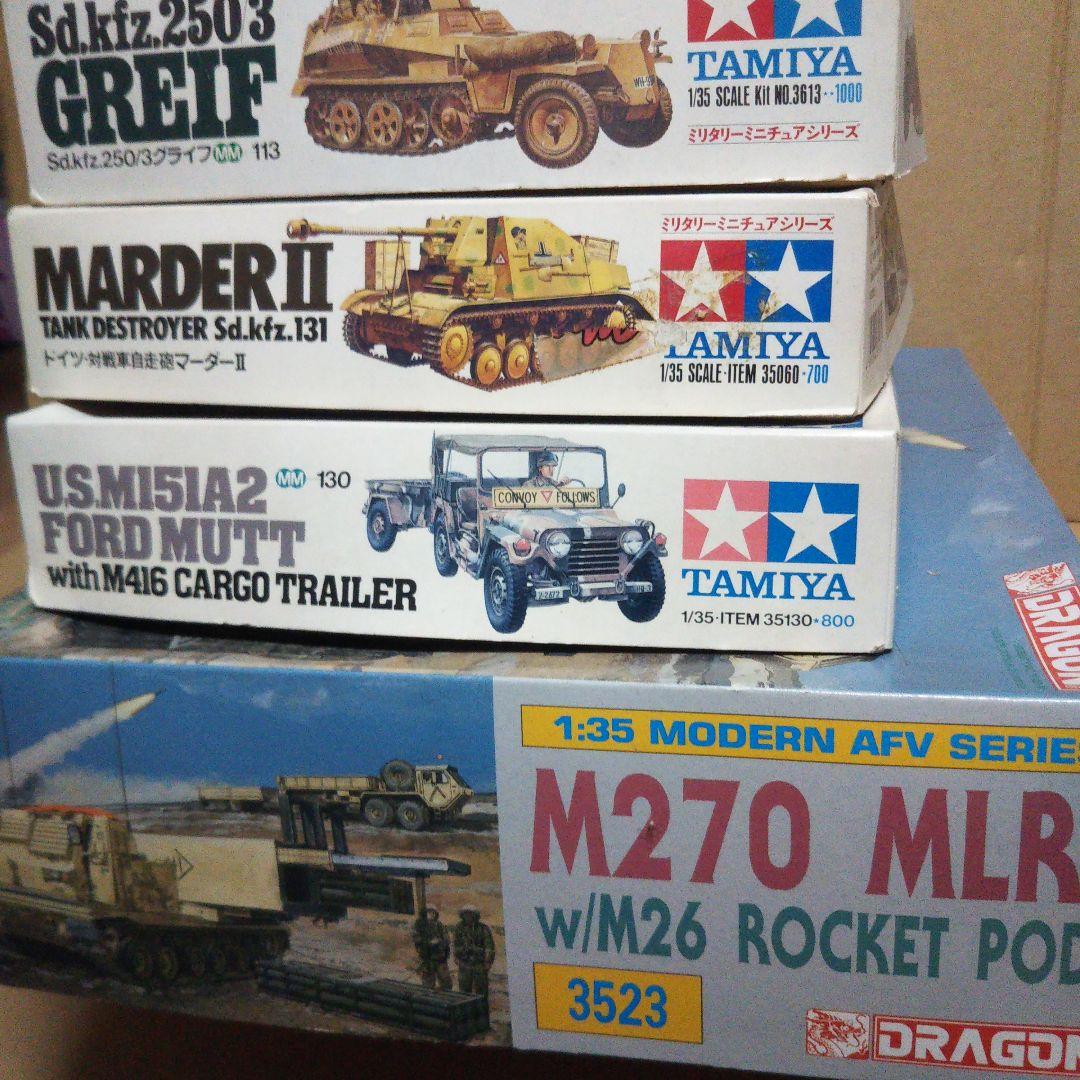 Sd.kfz.250/3
GREIF
Sd.kfz.250/3グライフ MM 113
TAMIYA
1/35 SCALE Kit NO.3613★★1000
ミリタリーミニチュアシリーズ
MARDER II
TANK DESTROYER Sd.kfz.131
ドイツ・対戦車自走砲マーダーII
ミリタリーミニチュアシリーズ
TAMIYA
1/35 SCALE·ITEM 35060★700
U.S.M151A2 MM 130
FORD MUTT
with M416 CARGO TRAILER
CONVOY FOLLOWS
TAMIYA
1/35·ITEM 35130★800
DRAGON
1:35 MODERN AFV SERIES
M270 MLR
w/M26 ROCKET POD
3523
DRAGON